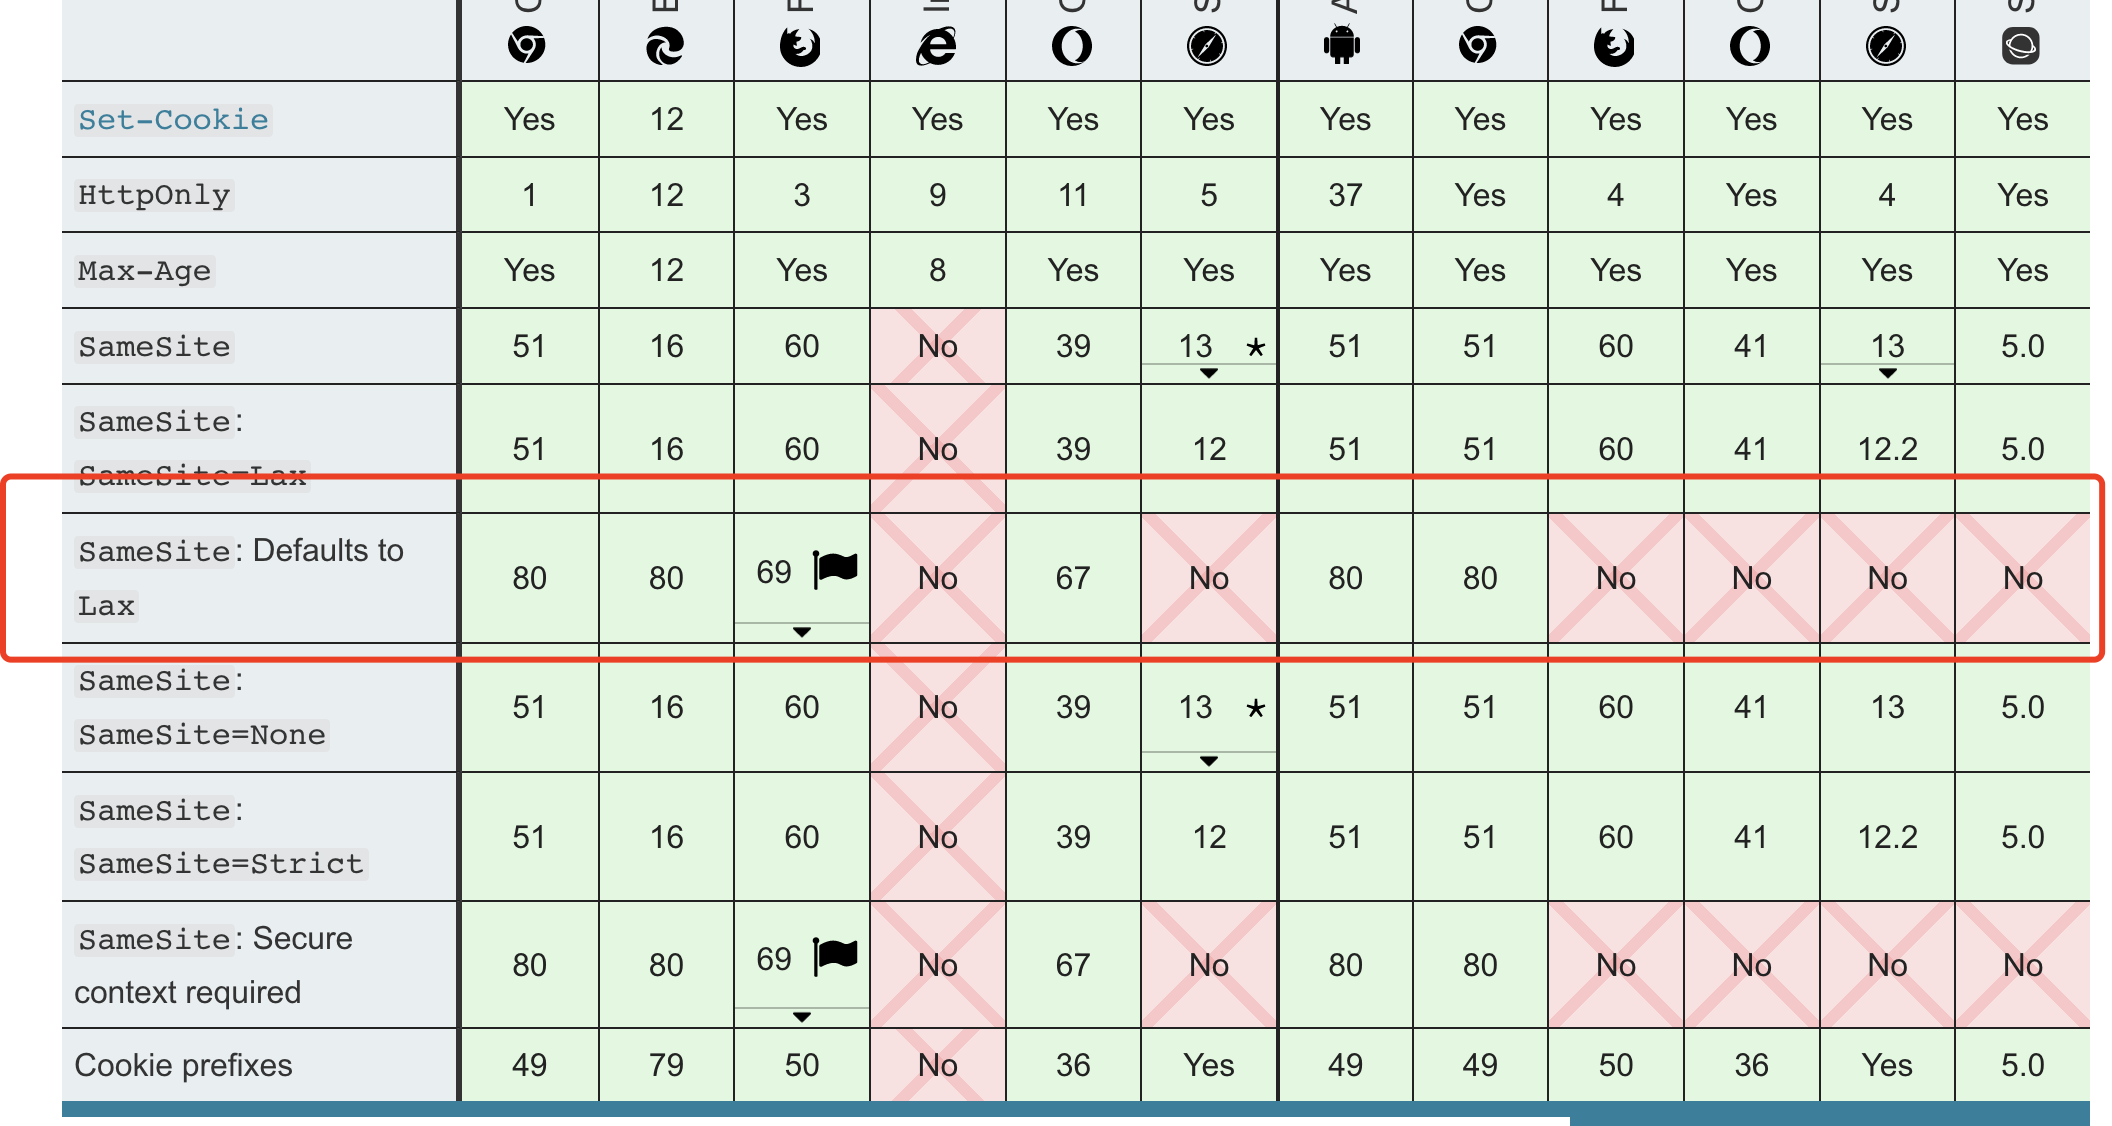 Set-Cookie Yes 12 Yes Yes Yes Yes Yes Yes Yes Yes Yes Yes
HttpOnly 1 12 3 9 11 5 37 Yes 4 Yes 4 Yes
Max-Age Yes 12 Yes 8 Yes Yes Yes Yes Yes Yes Yes Yes
SameSite 51 16 60 No 39 13 * 51 51 60 41 13 5.0
SameSite:
SameSite=Lax 51 16 60 No 39 12 51 51 60 41 12.2 5.0
SameSite: Defaults to
Lax 80 80 69 No 67 No 80 80 No No No No
SameSite:
SameSite=None 51 16 60 No 39 13 * 51 51 60 41 13 5.0
SameSite:
SameSite=Strict 51 16 60 No 39 12 51 51 60 41 12.2 5.0
SameSite: Secure
context required 80 80 69 No 67 No 80 80 No No No No
Cookie prefixes 49 79 50 No 36 Yes 49 49 50 36 Yes 5.0